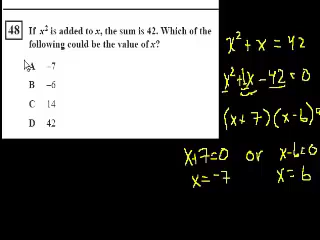 48 If x² is added to x, the sum is 42. Which of the
following could be the value of x?
A −7
B −6
C 14
D 42
x² + x = 42
x² + 1x − 42 = 0
(x + 7)(x − 6) =
x+7=0 or x−6=0
x = −7 x = 6